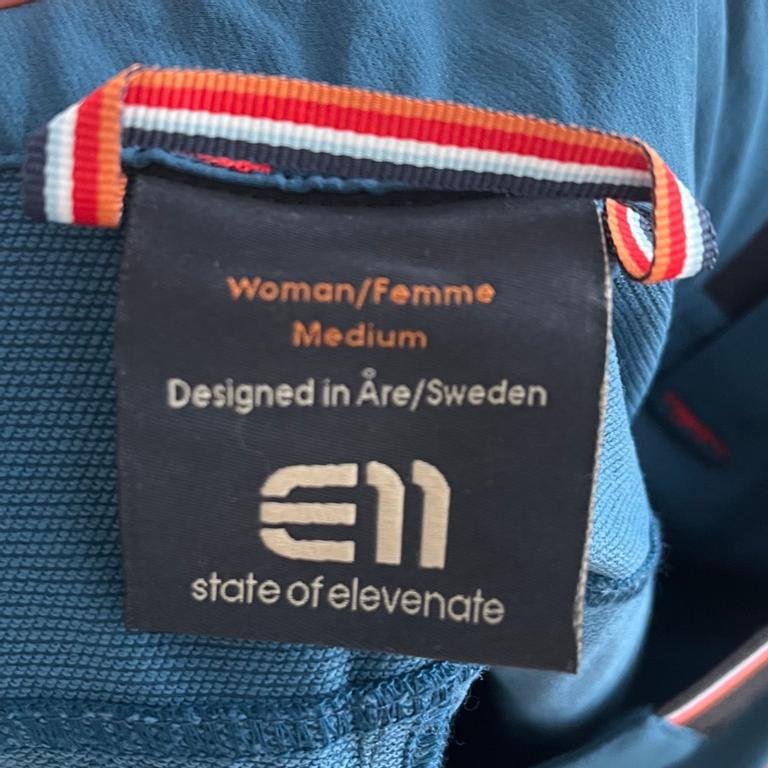 Woman/Femme
Medium
Designed in Åre/Sweden
E11
state of elevenate